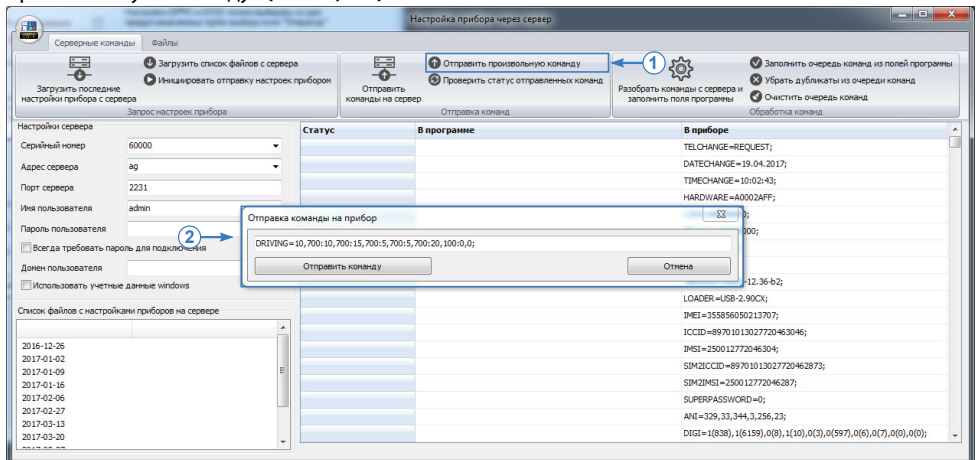 Настройка прибора через сервер
Серверные команды Файлы
Загрузить последние
настройки прибора с сервера
Загрузить список файлов с сервера
Инициировать отправку настроек прибором
Запрос настроек прибора
Отправить
команды на сервер
Отправить произвольную команду
Проверить статус отправленных команд
Отправка команд
1
Разобрать команды с сервера и
заполнить поля программы
Заполнить очередь команд из полей программы
Убрать дубликаты из очереди команд
Очистить очередь команд
Обработка команд
Настройки сервера
Серийный номер 60000
Адрес сервера ag
Порт сервера 2231
Имя пользователя admin
Пароль пользователя
Всегда требовать пароль для подключения
Домен пользователя
Использовать учетные данные windows
Список файлов с настройками приборов на сервере
2016-12-26
2017-01-02
2017-01-09
2017-01-16
2017-02-06
2017-02-27
2017-03-13
2017-03-20
Статус В программе В приборе
TELCHANGE=REQUEST;
DATECHANGE=19.04.2017;
TIMECHANGE=10:02:43;
HARDWARE=A0002AFF;
2
Отправка команды на прибор
DRIVING=10,700:10,700:15,700:5,700:5,700:20,100:0,0;
Отправить команду Отмена
000;
-12.36-b2;
LOADER=USB-2.90CX;
IMEI=355856050213707;
ICCID=89701013027720463046;
IMSI=250012772046304;
SIM2ICCID=89701013027720462873;
SIM2IMSI=250012772046287;
SUPERPASSWORD=0;
ANI=329,33,344,3,256,23;
DIGI=1(838),1(6159),0(8),1(10),0(3),0(597),0(6),0(7),0(0),0(0);